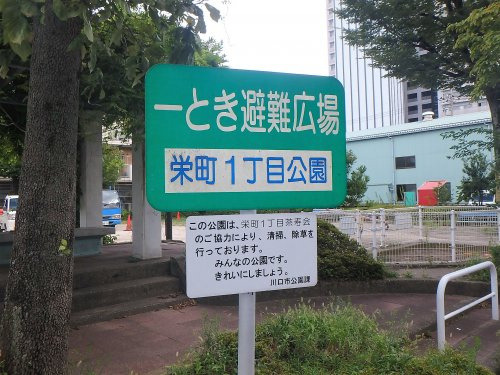 一とき避難広場
栄町1丁目公園
この公園は、栄町1丁目茶寿会
のご協力により、清掃、除草を
行っております。
みんなの公園です。
きれいにしましょう。
川口市公園課